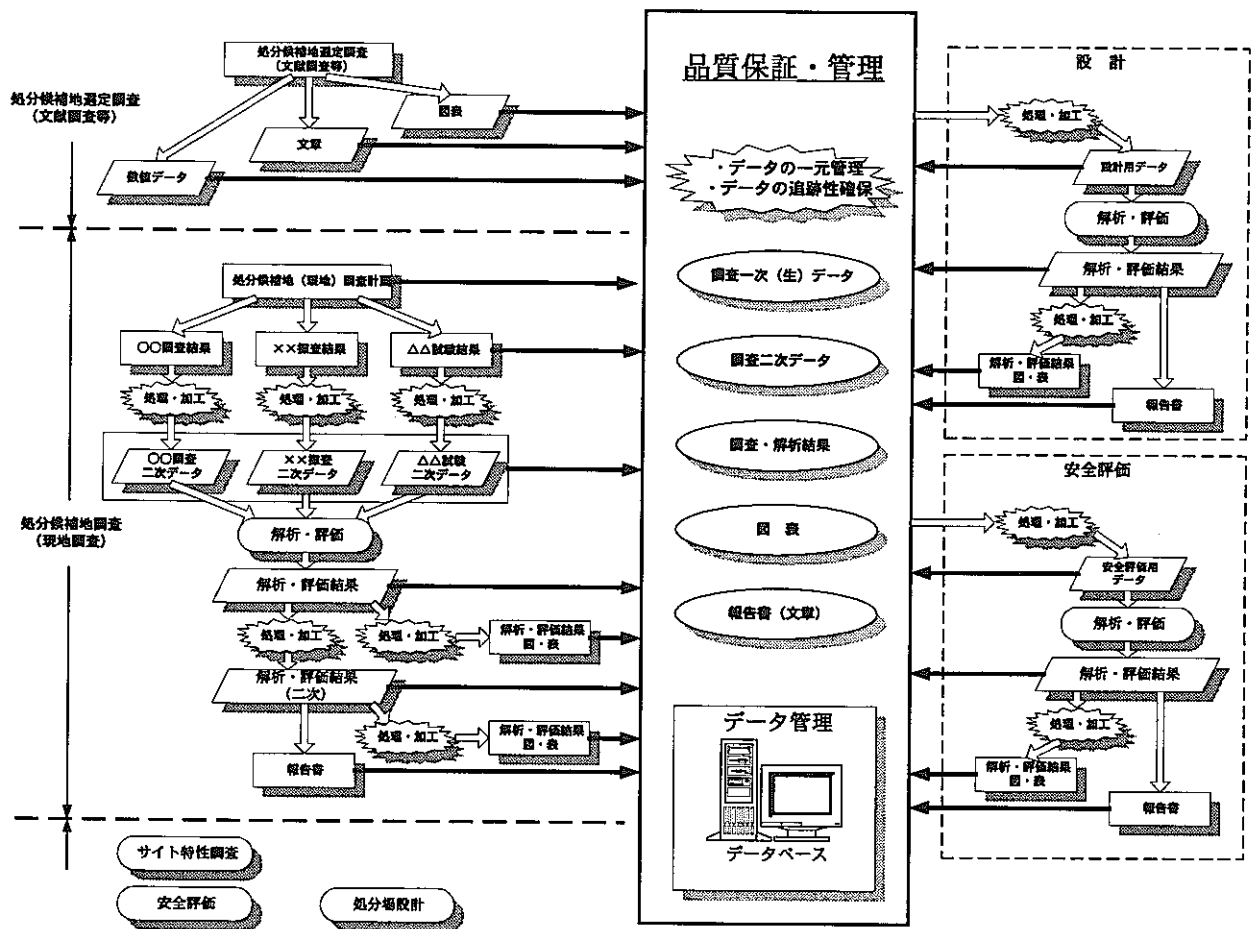 処分候補地選定調査
(文献調査等)
処分候補地選定調査
(文献調査等)
図表
文章
数値データ
処分候補地(現地)調査計画
〇〇調査結果
××探査結果
△△試験結果
処理・加工
処理・加工
処理・加工
〇〇調査
二次データ
××探査
二次データ
△△試験
二次データ
処分候補地調査
(現地調査)
解析・評価
解析・評価結果
処理・加工
処理・加工
解析・評価結果
図・表
解析・評価結果
(二次)
処理・加工
解析・評価結果
図・表
報告書
サイト特性調査
安全評価
処分場設計
品質保証・管理
・データの一元管理
・データの追跡性確保
調査一次(生)データ
調査二次データ
調査・解析結果
図 表
報告書(文章)
データ管理
データベース
設 計
処理・加工
設計用データ
解析・評価
解析・評価結果
処理・加工
解析・評価結果
図・表
報告書
安全評価
処理・加工
安全評価用
データ
解析・評価
解析・評価結果
処理・加工
解析・評価結果
図・表
報告書